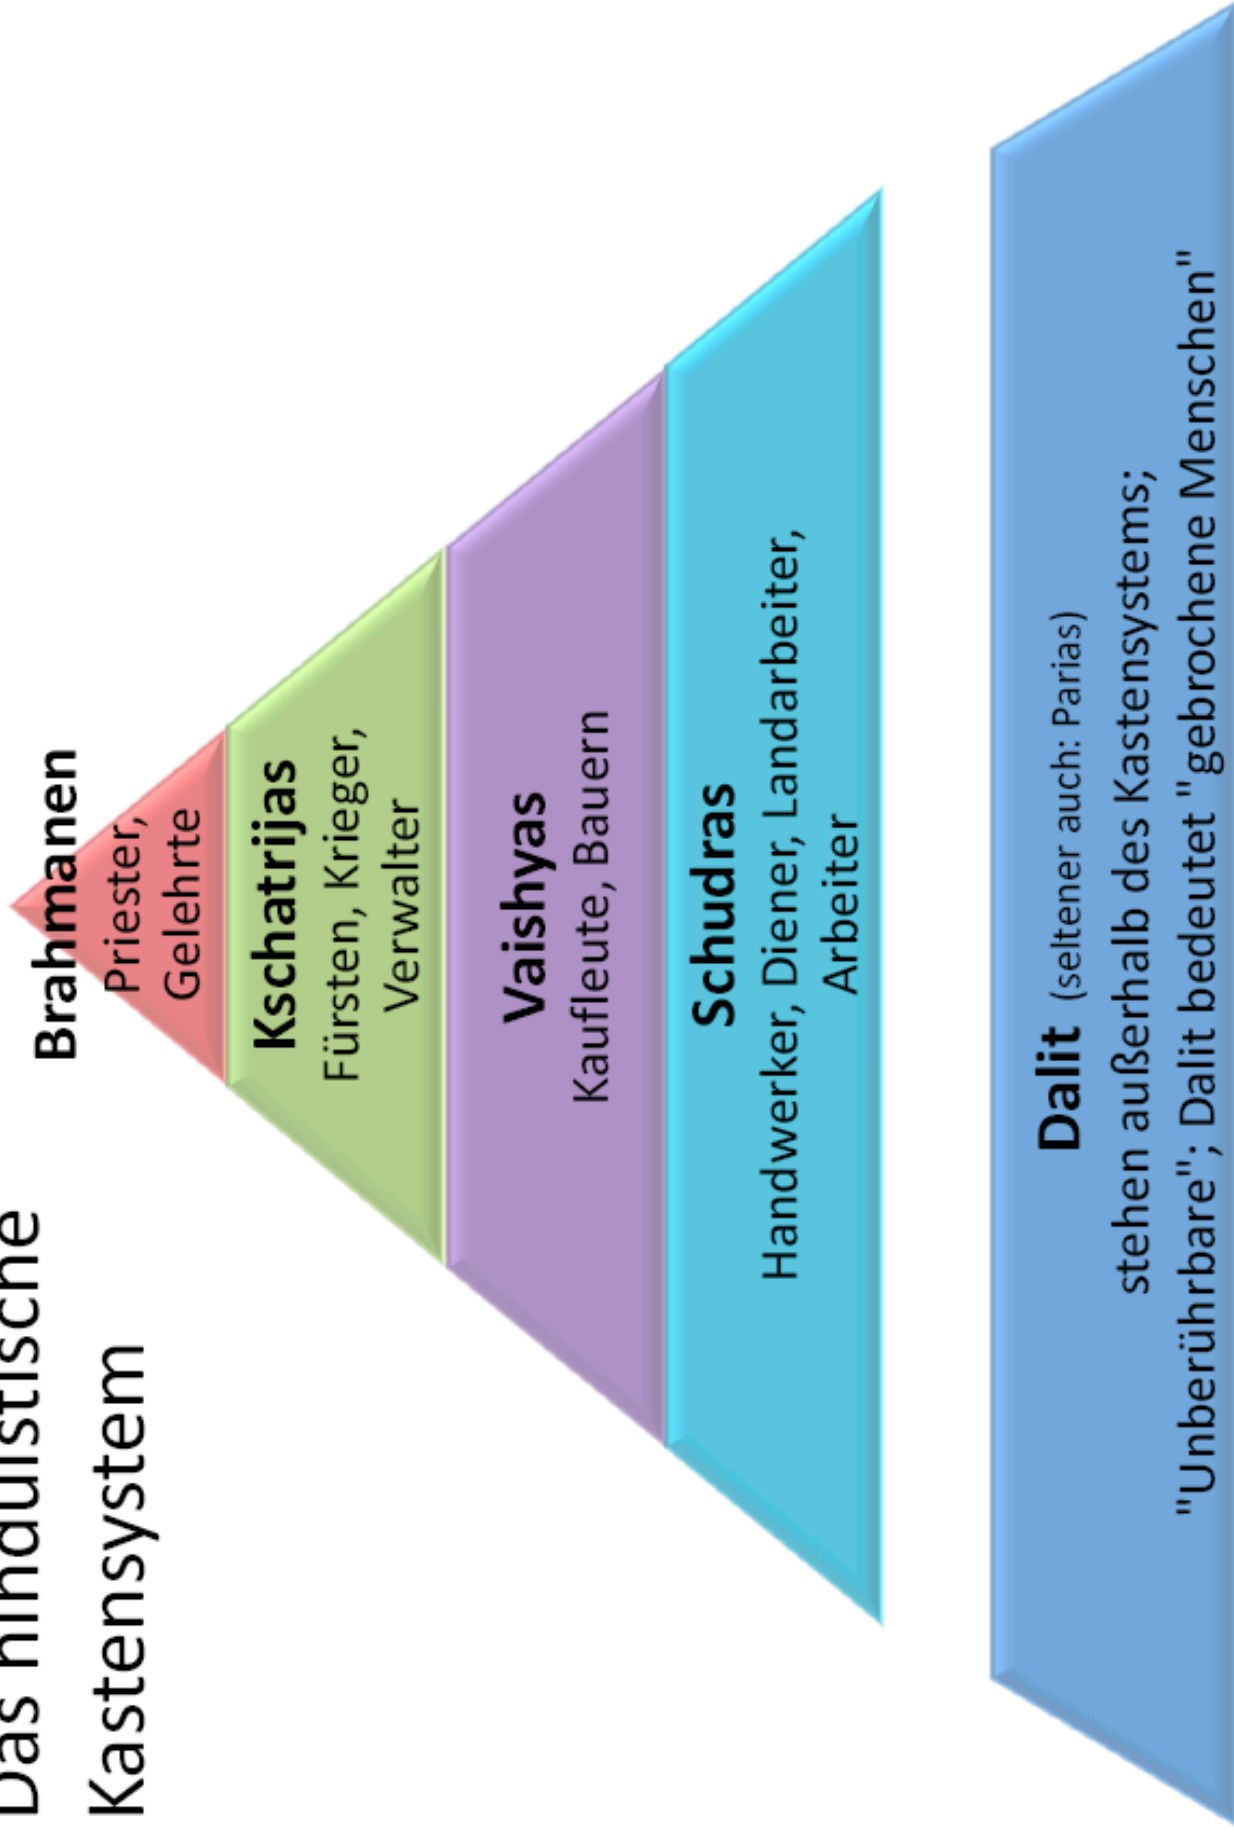 Das hinduistische
Kastensystem
Brahmanen
Priester,
Gelehrte
Kschatrijas
Fürsten, Krieger,
Verwalter
Vaishyas
Kaufleute, Bauern
Schudras
Handwerker, Diener, Landarbeiter,
Arbeiter
Dalit (seltener auch: Parias)
stehen außerhalb des Kastensystems;
"Unberührbare"; Dalit bedeutet "gebrochene Menschen"